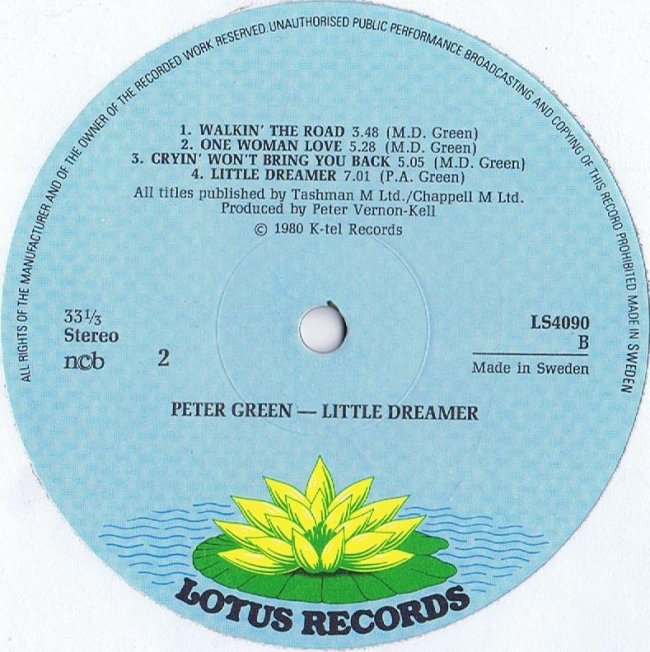 ALL RIGHTS OF THE MANUFACTURER AND OF THE OWNER OF THE RECORDED WORK RESERVED. UNAUTHORISED PUBLIC PERFORMANCE BROADCASTING AND COPYING OF THIS RECORD PROHIBITED MADE IN SWEDEN
1. WALKIN' THE ROAD 3.48 (M.D. Green)
2. ONE WOMAN LOVE 5.28 (M.D. Green)
3. CRYIN' WON'T BRING YOU BACK 5.05 (M.D. Green)
4. LITTLE DREAMER 7.01 (P.A. Green)
All titles published by Tashman M Ltd./Chappell M Ltd.
Produced by Peter Vernon-Kell
© 1980 K-tel Records
33⅓
Stereo
ncb
2
LS4090
B
Made in Sweden
PETER GREEN — LITTLE DREAMER
LOTUS RECORDS